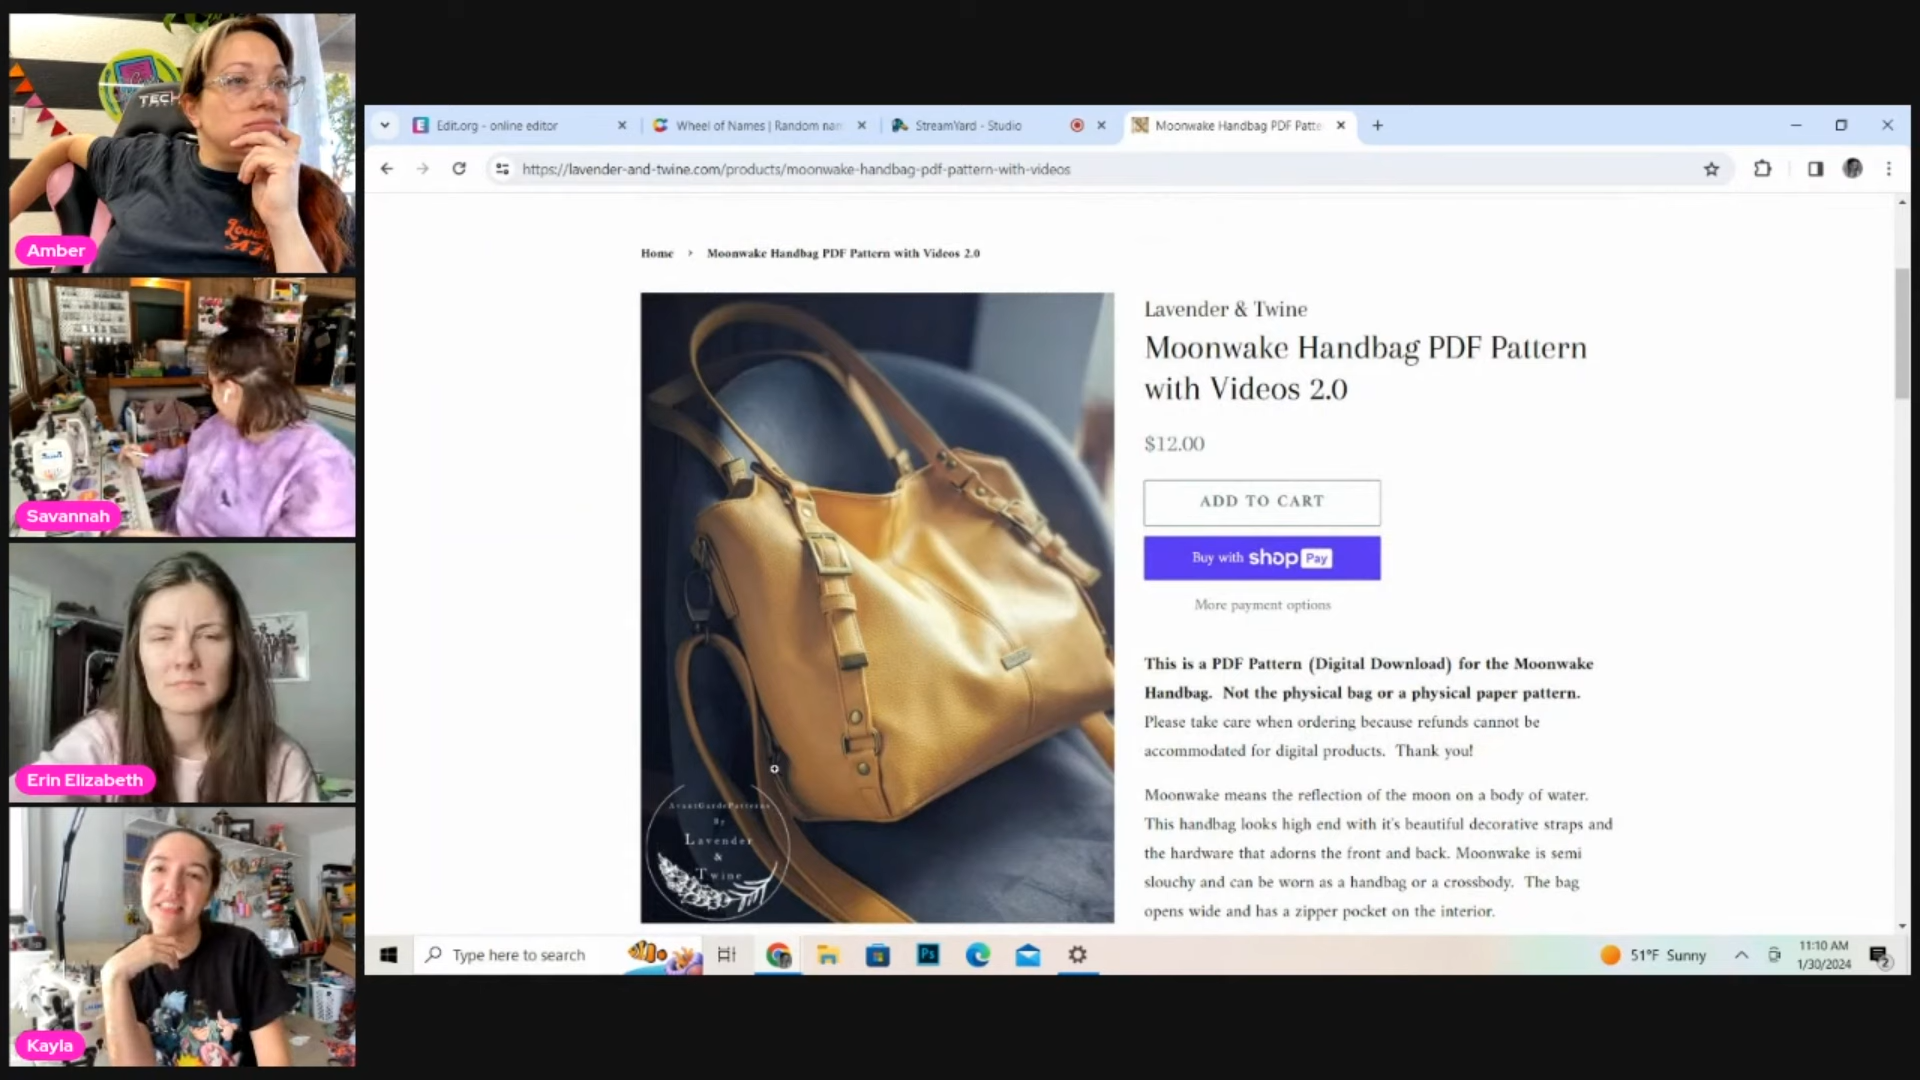 TECH
Amber
Savannah
Erin Elizabeth
Kayla
Edit.org - online editor
Wheel of Names | Random nam
StreamYard - Studio
Moonwake Handbag PDF Patte
https://lavender-and-twine.com/products/moonwake-handbag-pdf-pattern-with-videos
Home > Moonwake Handbag PDF Pattern with Videos 2.0
AvantGardePatterns
By
Lavender
&
Twine
Lavender & Twine
Moonwake Handbag PDF Pattern
with Videos 2.0
$12.00
ADD TO CART
Buy with shop Pay
More payment options
This is a PDF Pattern (Digital Download) for the Moonwake
Handbag. Not the physical bag or a physical paper pattern.
Please take care when ordering because refunds cannot be
accommodated for digital products. Thank you!
Moonwake means the reflection of the moon on a body of water.
This handbag looks high end with it's beautiful decorative straps and
the hardware that adorns the front and back. Moonwake is semi
slouchy and can be worn as a handbag or a crossbody. The bag
opens wide and has a zipper pocket on the interior.
Type here to search
Ps
51°F Sunny
11:10 AM
1/30/2024
2